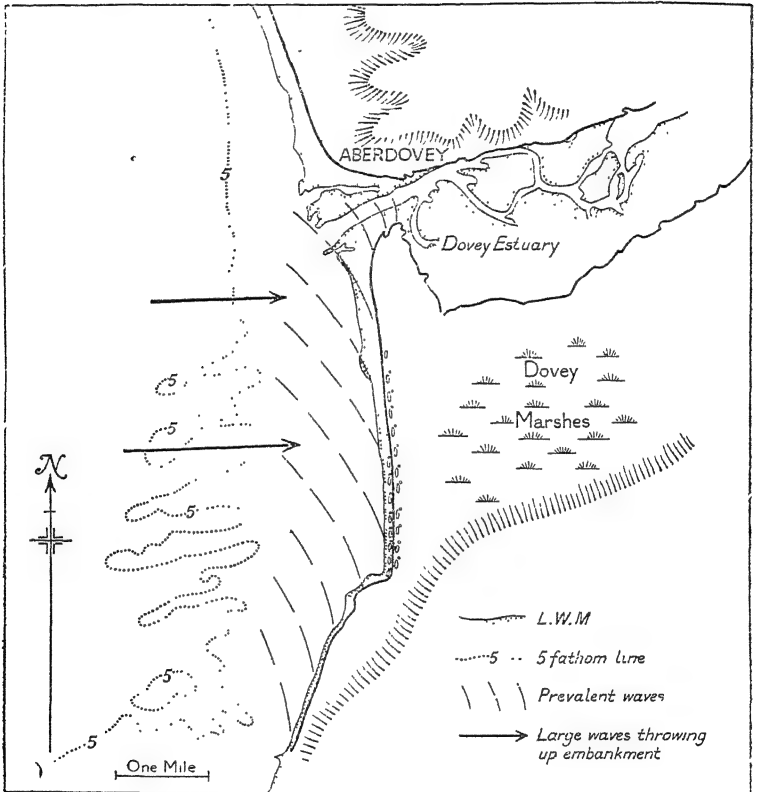 5
ABERDOVEY
Dovey Estuary
5
Dovey
5
Marshes
N
5
L.W.M
5 5 fathom line
5
Prevalent waves
5
Large waves throwing
up embankment
One Mile